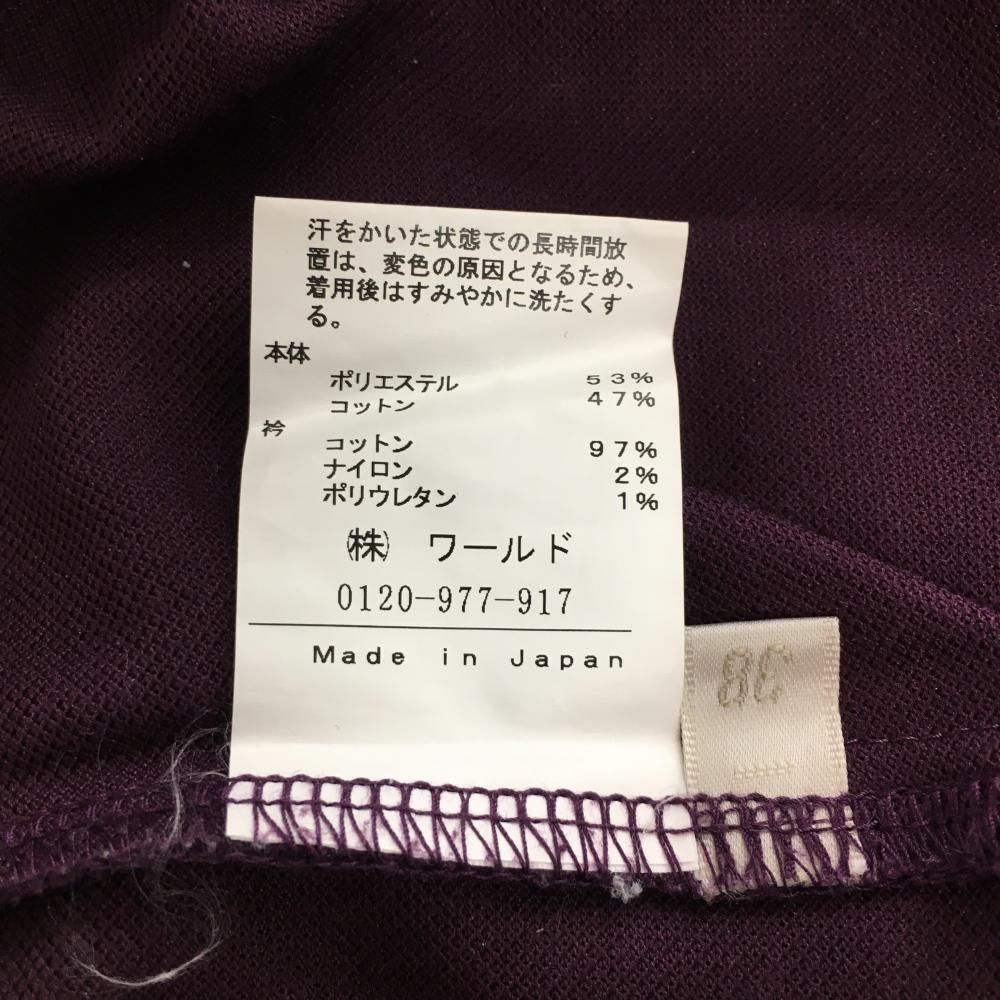 汗をかいた状態での長時間放
置は、変色の原因となるため、
着用後はすみやかに洗たくす
る。
本体
ポリエステル 53%
コットン 47%
衿
コットン 97%
ナイロン 2%
ポリウレタン 1%
㈱ ワールド
0120-977-917
Made in Japan